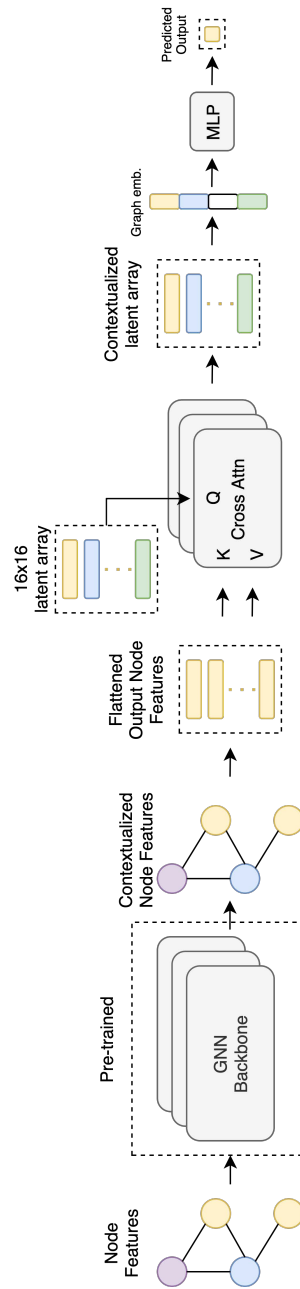 Node
Features
Pre-trained
GNN
Backbone
Contextualized
Node Features
Flattened
Output Node
Features
16x16
latent array
K
Q
Cross Attn
V
Contextualized
latent array
Graph emb.
MLP
Predicted
Output